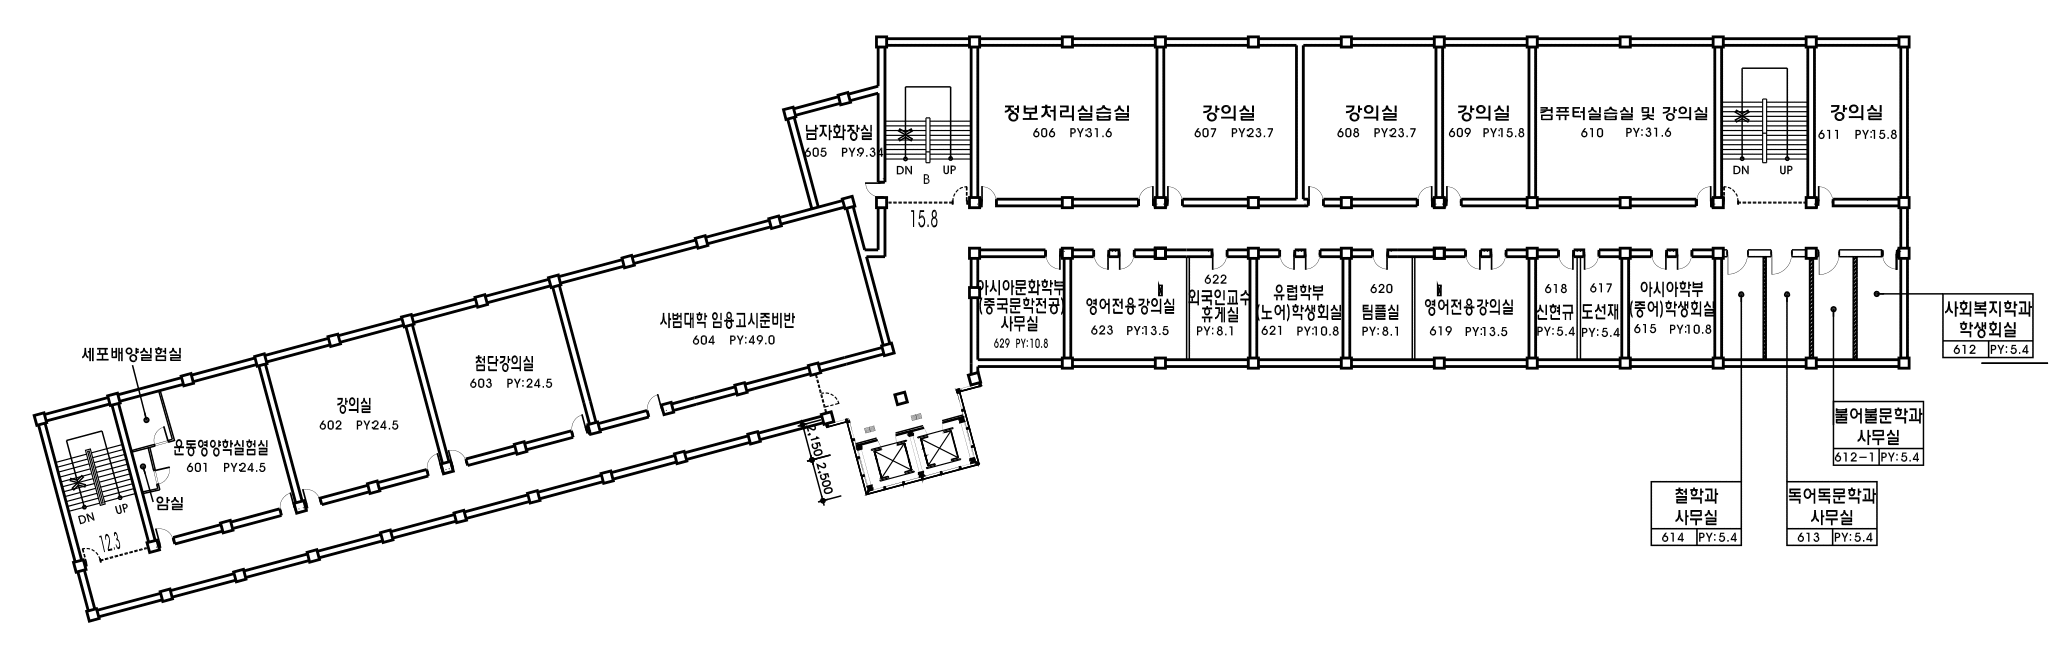 정보처리실습실
606 PY:31.6
강의실
607 PY:23.7
강의실
608 PY:23.7
강의실
609 PY:15.8
컴퓨터실습실 및 강의실
610 PY:31.6
강의실
611 PY:15.8
남자화장실
605 PY:9.34
DN
UP
B
15.8
DN
UP
아시아문화학부
(중국문학전공)
사무실
629 PY:10.8
영어전용강의실
623 PY:13.5
622
외국인교수
휴게실
PY:8.1
유럽학부
(노어)학생회실
621 PY:10.8
620
팀플실
PY:8.1
영어전용강의실
619 PY:13.5
618
신현규
PY:5.4
617
도선재
PY:5.4
아시아학부
(중어)학생회실
615 PY:10.8
사회복지학과
학생회실
612 PY:5.4
불어불문학과
사무실
612-1 PY:5.4
철학과
사무실
614 PY:5.4
독어독문학과
사무실
613 PY:5.4
사범대학 임용고시준비반
604 PY:49.0
첨단강의실
603 PY:24.5
강의실
602 PY:24.5
세포배양실험실
운동영양학실험실
601 PY:24.5
암실
DN
UP
12.3
2.150
2.500